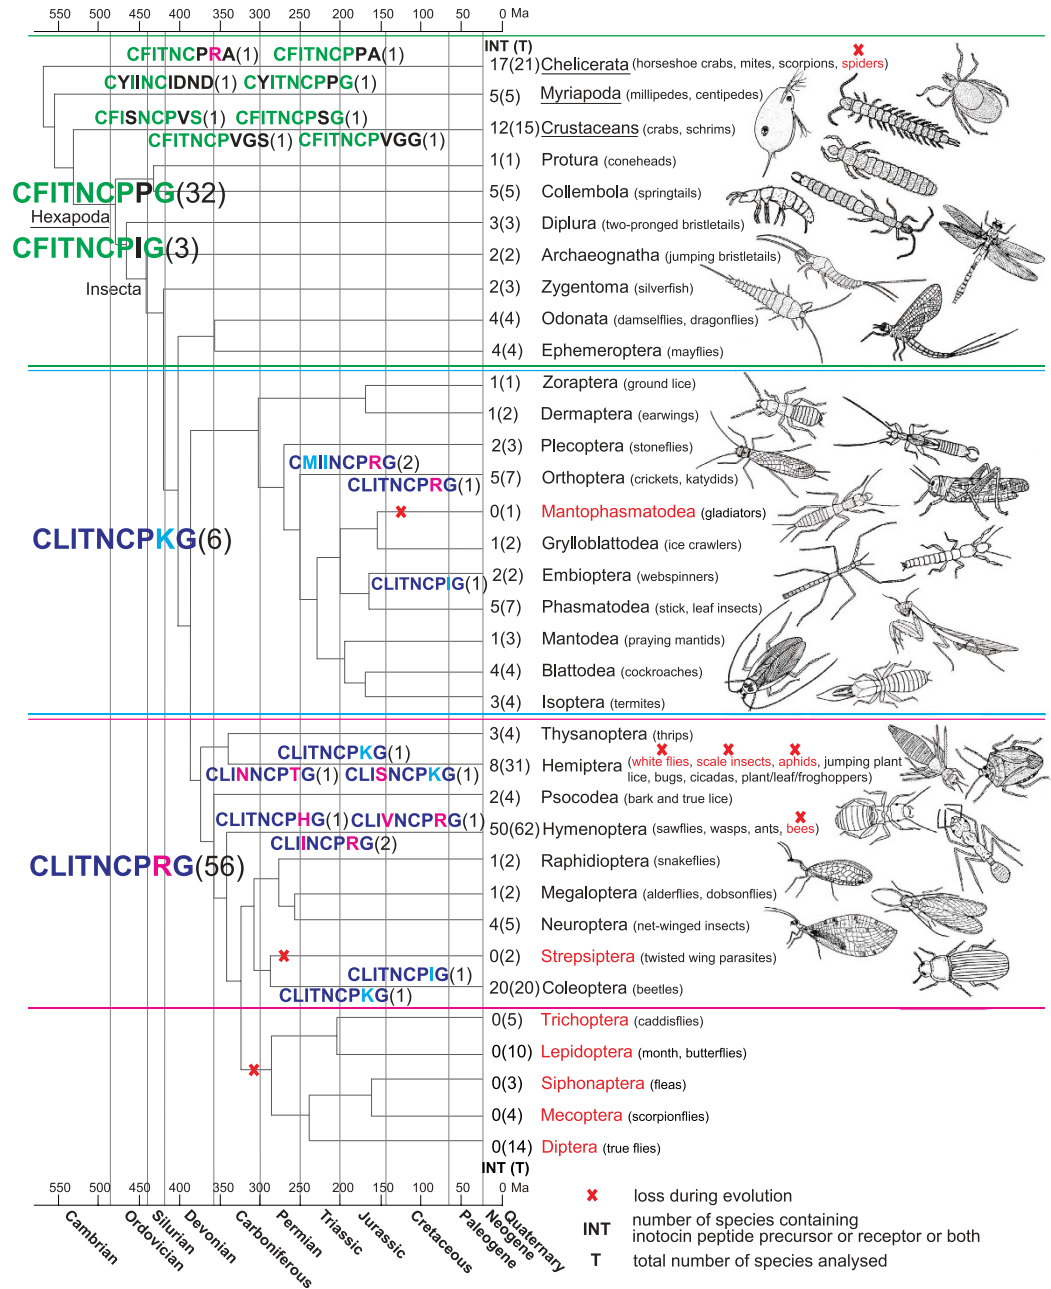 550 500 450 400 350 300 250 200 150 100 50 0 Ma
CFITNCPRA(1) CFITNCPPA(1) INT (T)
17(21) Chelicerata (horseshoe crabs, mites, scorpions, spiders)
CYIINCIDND(1) CYITNCPPG(1)
5(5) Myriapoda (millipedes, centipedes)
CFISNCPVS(1) CFITNCPSG(1)
12(15) Crustaceans (crabs, schrims)
CFITNCPVGS(1) CFITNCPVGG(1)
1(1) Protura (coneheads)
CFITNCPPG(32) 5(5) Collembola (springtails)
Hexapoda 3(3) Diplura (two-pronged bristletails)
CFITNCPIG(3) 2(2) Archaeognatha (jumping bristletails)
Insecta 2(3) Zygentoma (silverfish)
4(4) Odonata (damselflies, dragonflies)
4(4) Ephemeroptera (mayflies)
1(1) Zoraptera (ground lice)
1(2) Dermaptera (earwings)
2(3) Plecoptera (stoneflies)
CMIINCPRG(2)
5(7) Orthoptera (crickets, katydids)
CLITNCPRG(1)
0(1) Mantophasmatodea (gladiators)
CLITNCPKG(6) 1(2) Grylloblattodea (ice crawlers)
CLITNCPIG(1) 2(2) Embioptera (webspinners)
5(7) Phasmatodea (stick, leaf insects)
1(3) Mantodea (praying mantids)
4(4) Blattodea (cockroaches)
3(4) Isoptera (termites)
3(4) Thysanoptera (thrips)
CLITNCPKG(1)
8(31) Hemiptera (white flies, scale insects, aphids, jumping plant
CLINNCPTG(1) CLISNCPKG(1) lice, bugs, cicadas, plant/leaf/froghoppers)
2(4) Psocodea (bark and true lice)
CLITNCPHG(1) CLIVNCPRG(1)
50(62) Hymenoptera (sawflies, wasps, ants, bees)
CLIINCPRG(2)
CLITNCPRG(56) 1(2) Raphidioptera (snakeflies)
1(2) Megaloptera (alderflies, dobsonflies)
4(5) Neuroptera (net-winged insects)
0(2) Strepsiptera (twisted wing parasites)
CLITNCPIG(1)
20(20) Coleoptera (beetles)
CLITNCPKG(1)
0(5) Trichoptera (caddisflies)
0(10) Lepidoptera (month, butterflies)
0(3) Siphonaptera (fleas)
0(4) Mecoptera (scorpionflies)
0(14) Diptera (true flies)
INT (T)
550 500 450 400 350 300 250 200 150 100 50 0 Ma
Cambrian Ordovician Silurian Devonian Carboniferous Permian Triassic Jurassic Cretaceous Paleogene Neogene Quaternary
loss during evolution
INT number of species containing
inotocin peptide precursor or receptor or both
T total number of species analysed